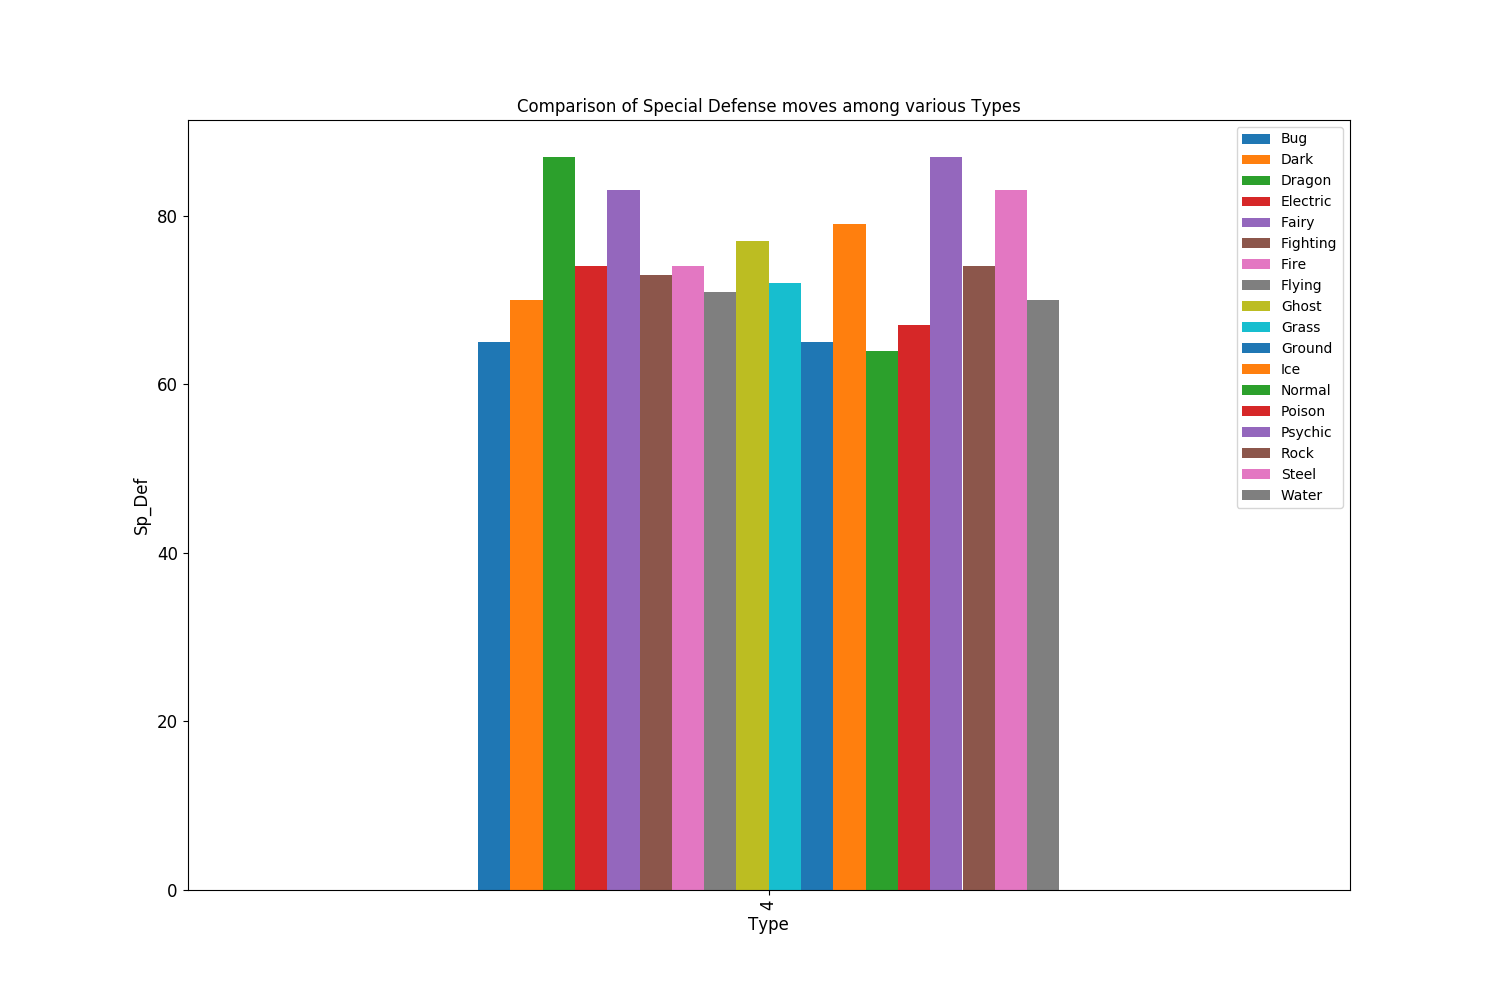 Comparison of Special Defense moves among various Types
Sp_Def
80
60
40
20
0
4
Type
Bug
Dark
Dragon
Electric
Fairy
Fighting
Fire
Flying
Ghost
Grass
Ground
Ice
Normal
Poison
Psychic
Rock
Steel
Water